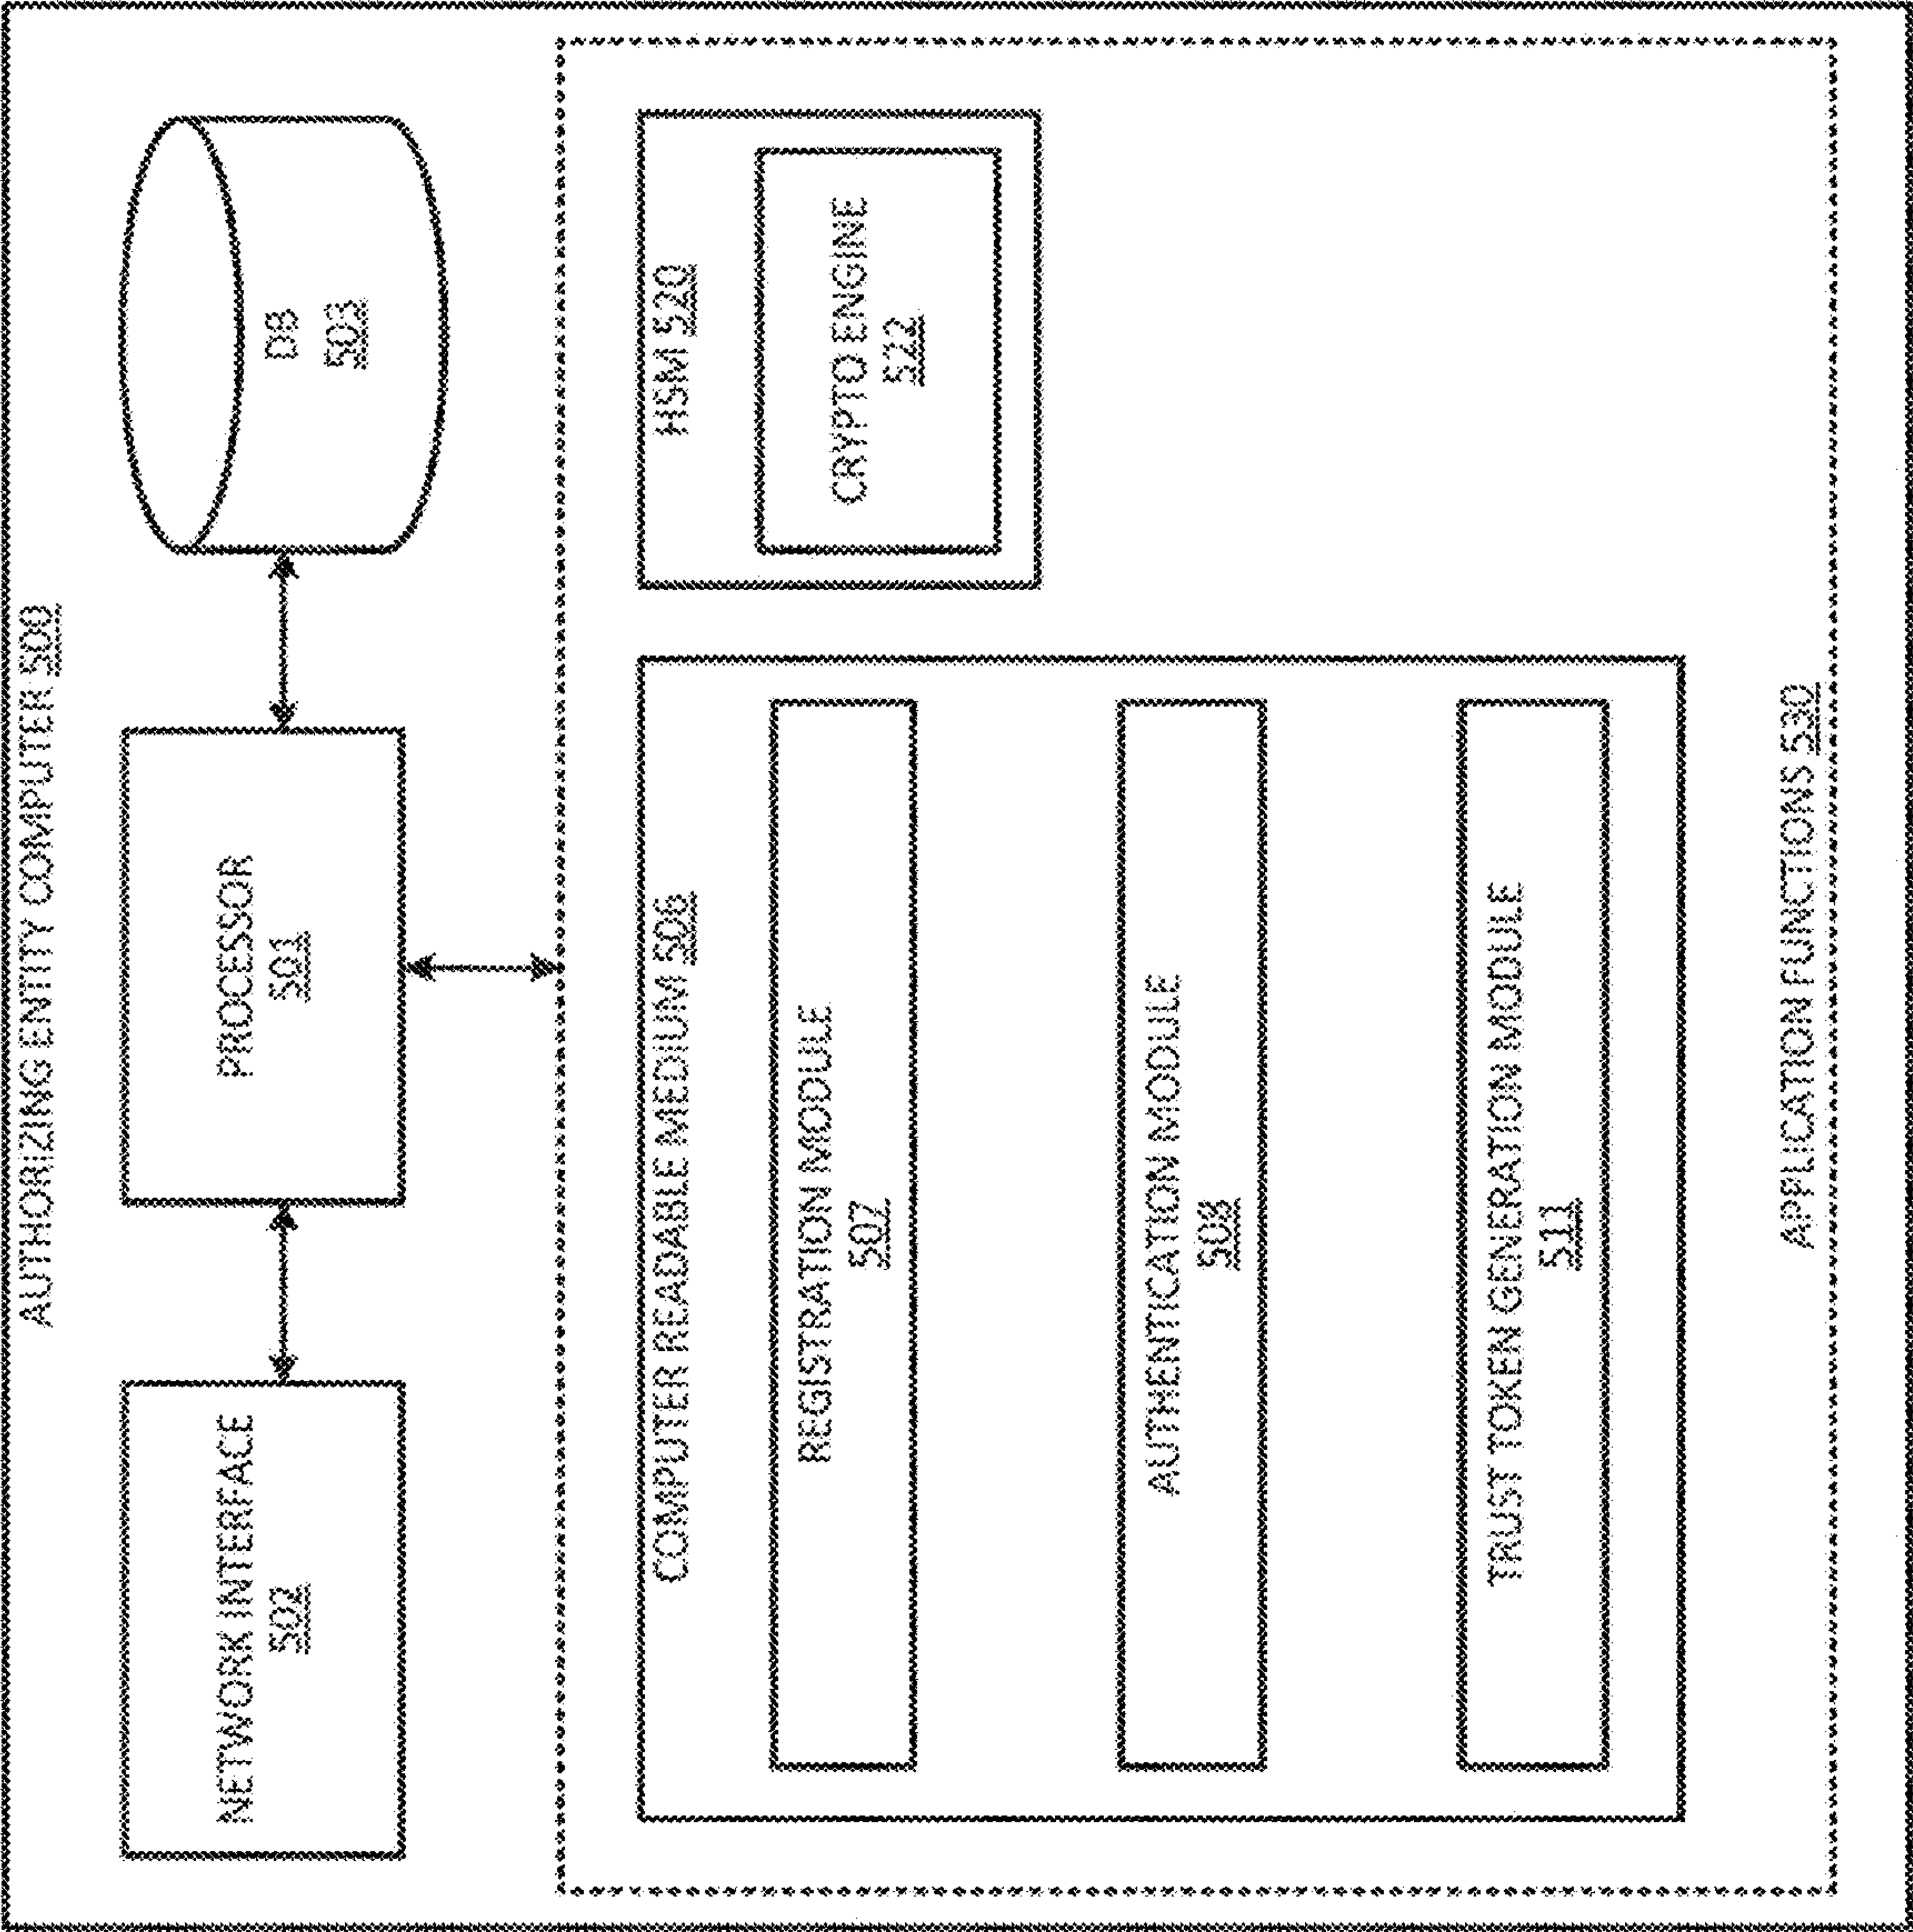 AUTHORIZING ENTITY COMPUTER 500
NETWORK INTERFACE
502
PROCESSOR
501
DB
503
COMPUTER READABLE MEDIUM 506
REGISTRATION MODULE
507
AUTHENTICATION MODULE
508
TRUST TOKEN GENERATION MODULE
511
HSM 520
CRYPTO ENGINE
522
APPLICATION FUNCTIONS 530